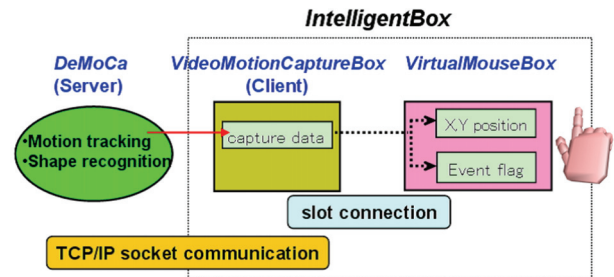 IntelligentBox
DeMoCa
(Server)
VideoMotionCaptureBox
(Client)
VirtualMouseBox
•Motion tracking
•Shape recognition
capture data
X,Y position
Event flag
slot connection
TCP/IP socket communication